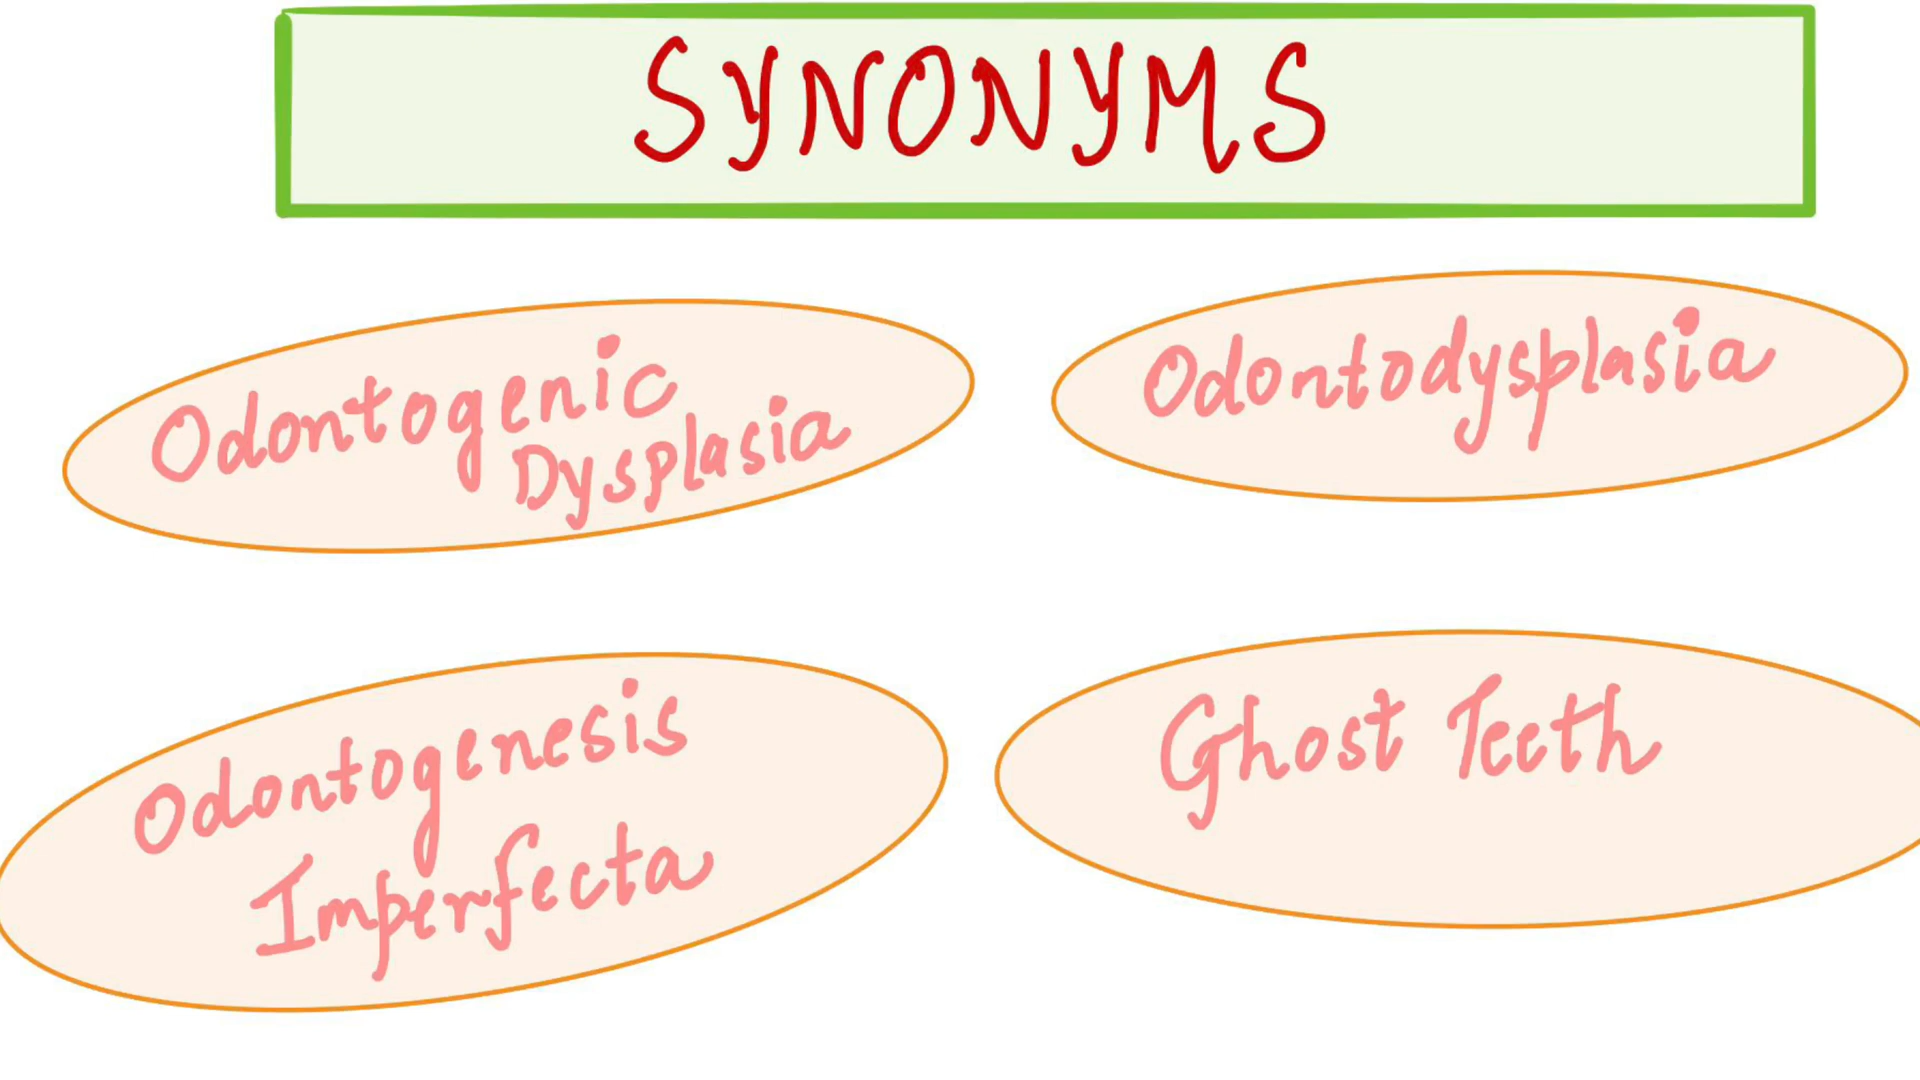 SYNONYMS
Odontogenic
Dysplasia
Odontodysplasia
Odontogenesis
Imperfecta
Ghost Teeth